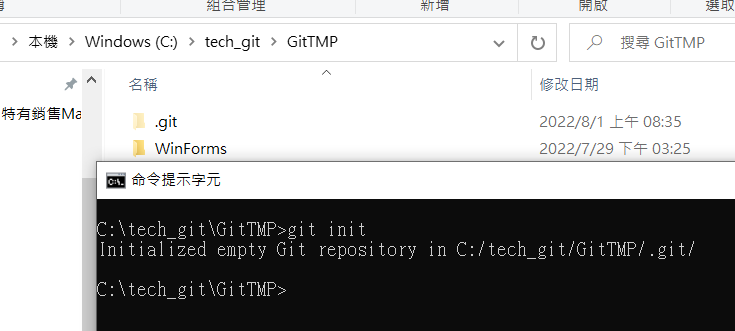 組合管理 新增 開啟 選取
本機 Windows (C:) tech_git GitTMP 搜尋 GitTMP
名稱 修改日期
特有銷售Ma
.git 2022/8/1 上午 08:35
WinForms 2022/7/29 下午 03:25
命令提示字元
C:\tech_git\GitTMP>git init
Initialized empty Git repository in C:/tech_git/GitTMP/.git/
C:\tech_git\GitTMP>